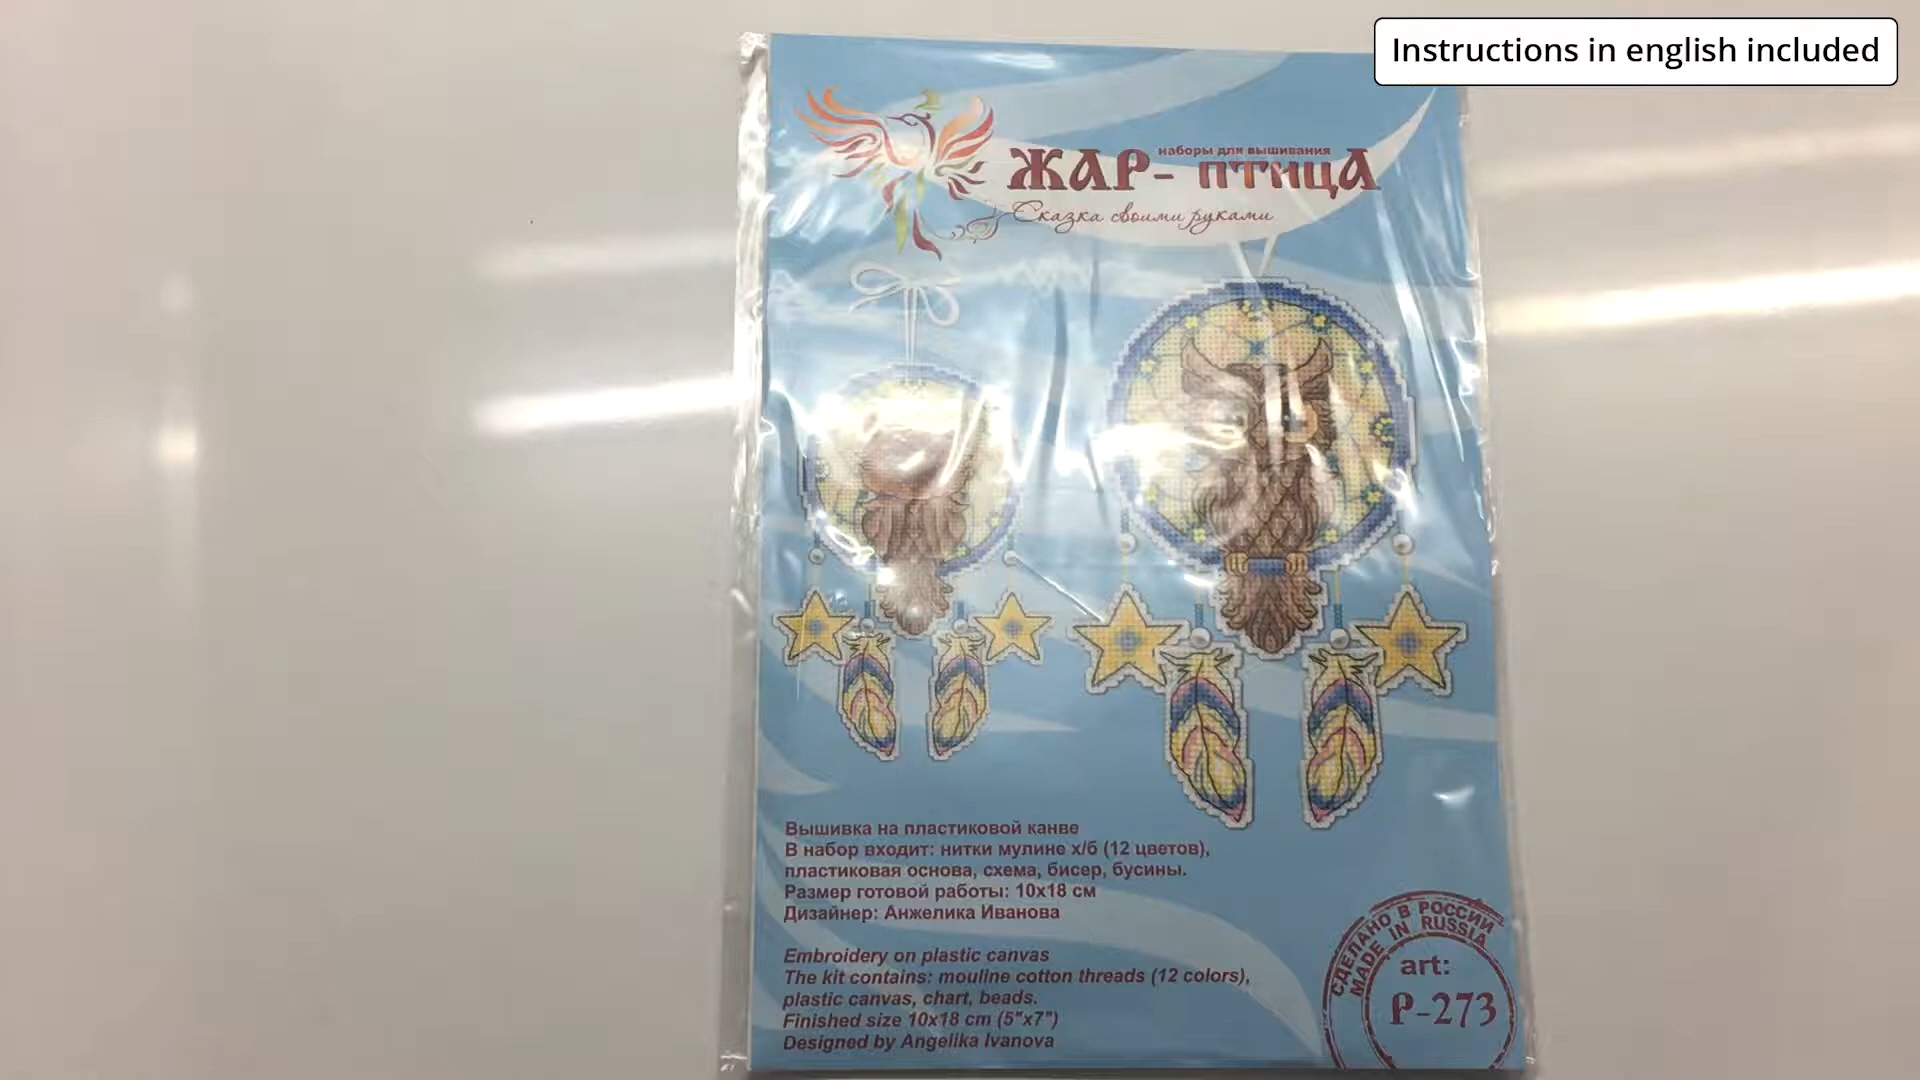 Instructions in english included
наборы для вышивания
ЖАР-ПТИЦА
Сказка своими руками
Вышивка на пластиковой канве
В набор входит: нитки мулине х/б (12 цветов),
пластиковая основа, схема, бисер, бусины.
Размер готовой работы: 10х18 см
Дизайнер: Анжелика Иванова
Embroidery on plastic canvas
The kit contains: mouline cotton threads (12 colors),
plastic canvas, chart, beads.
Finished size 10x18 cm (5"x7")
Designed by Angelika Ivanova
СДЕЛАНО В РОССИИ
MADE IN RUSSIA
art:
Р-273